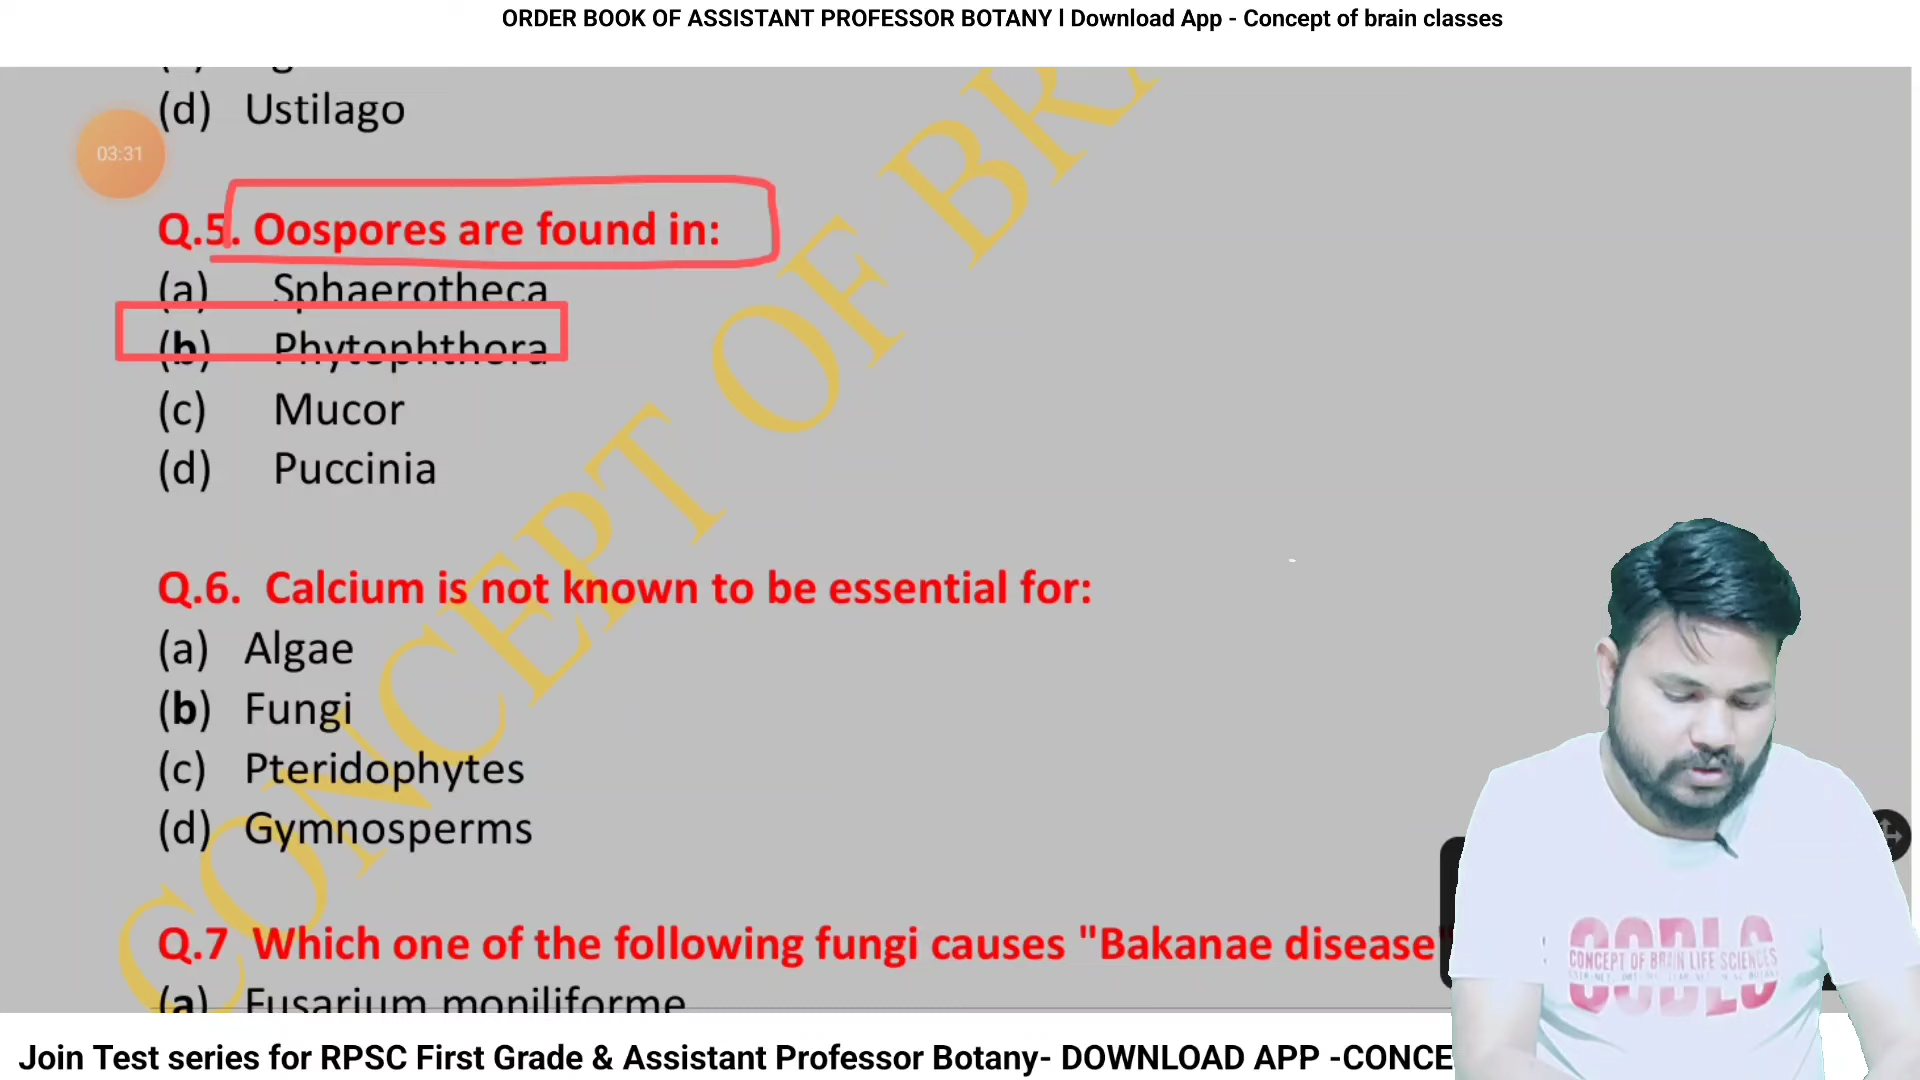 ORDER BOOK OF ASSISTANT PROFESSOR BOTANY l Download App - Concept of brain classes
(d) Ustilago
03:31
Q.5. Oospores are found in:
(a) Sphaerotheca
(b) Phytophthora
(c) Mucor
(d) Puccinia
Q.6. Calcium is not known to be essential for:
(a) Algae
(b) Fungi
(c) Pteridophytes
(d) Gymnosperms
Q.7 Which one of the following fungi causes "Bakanae disease"
(a) Fusarium moniliforme
CONCEPT OF
CONCEPT OF BRAIN LIFE SCIENCES
Join Test series for RPSC First Grade & Assistant Professor Botany- DOWNLOAD APP -CONCE